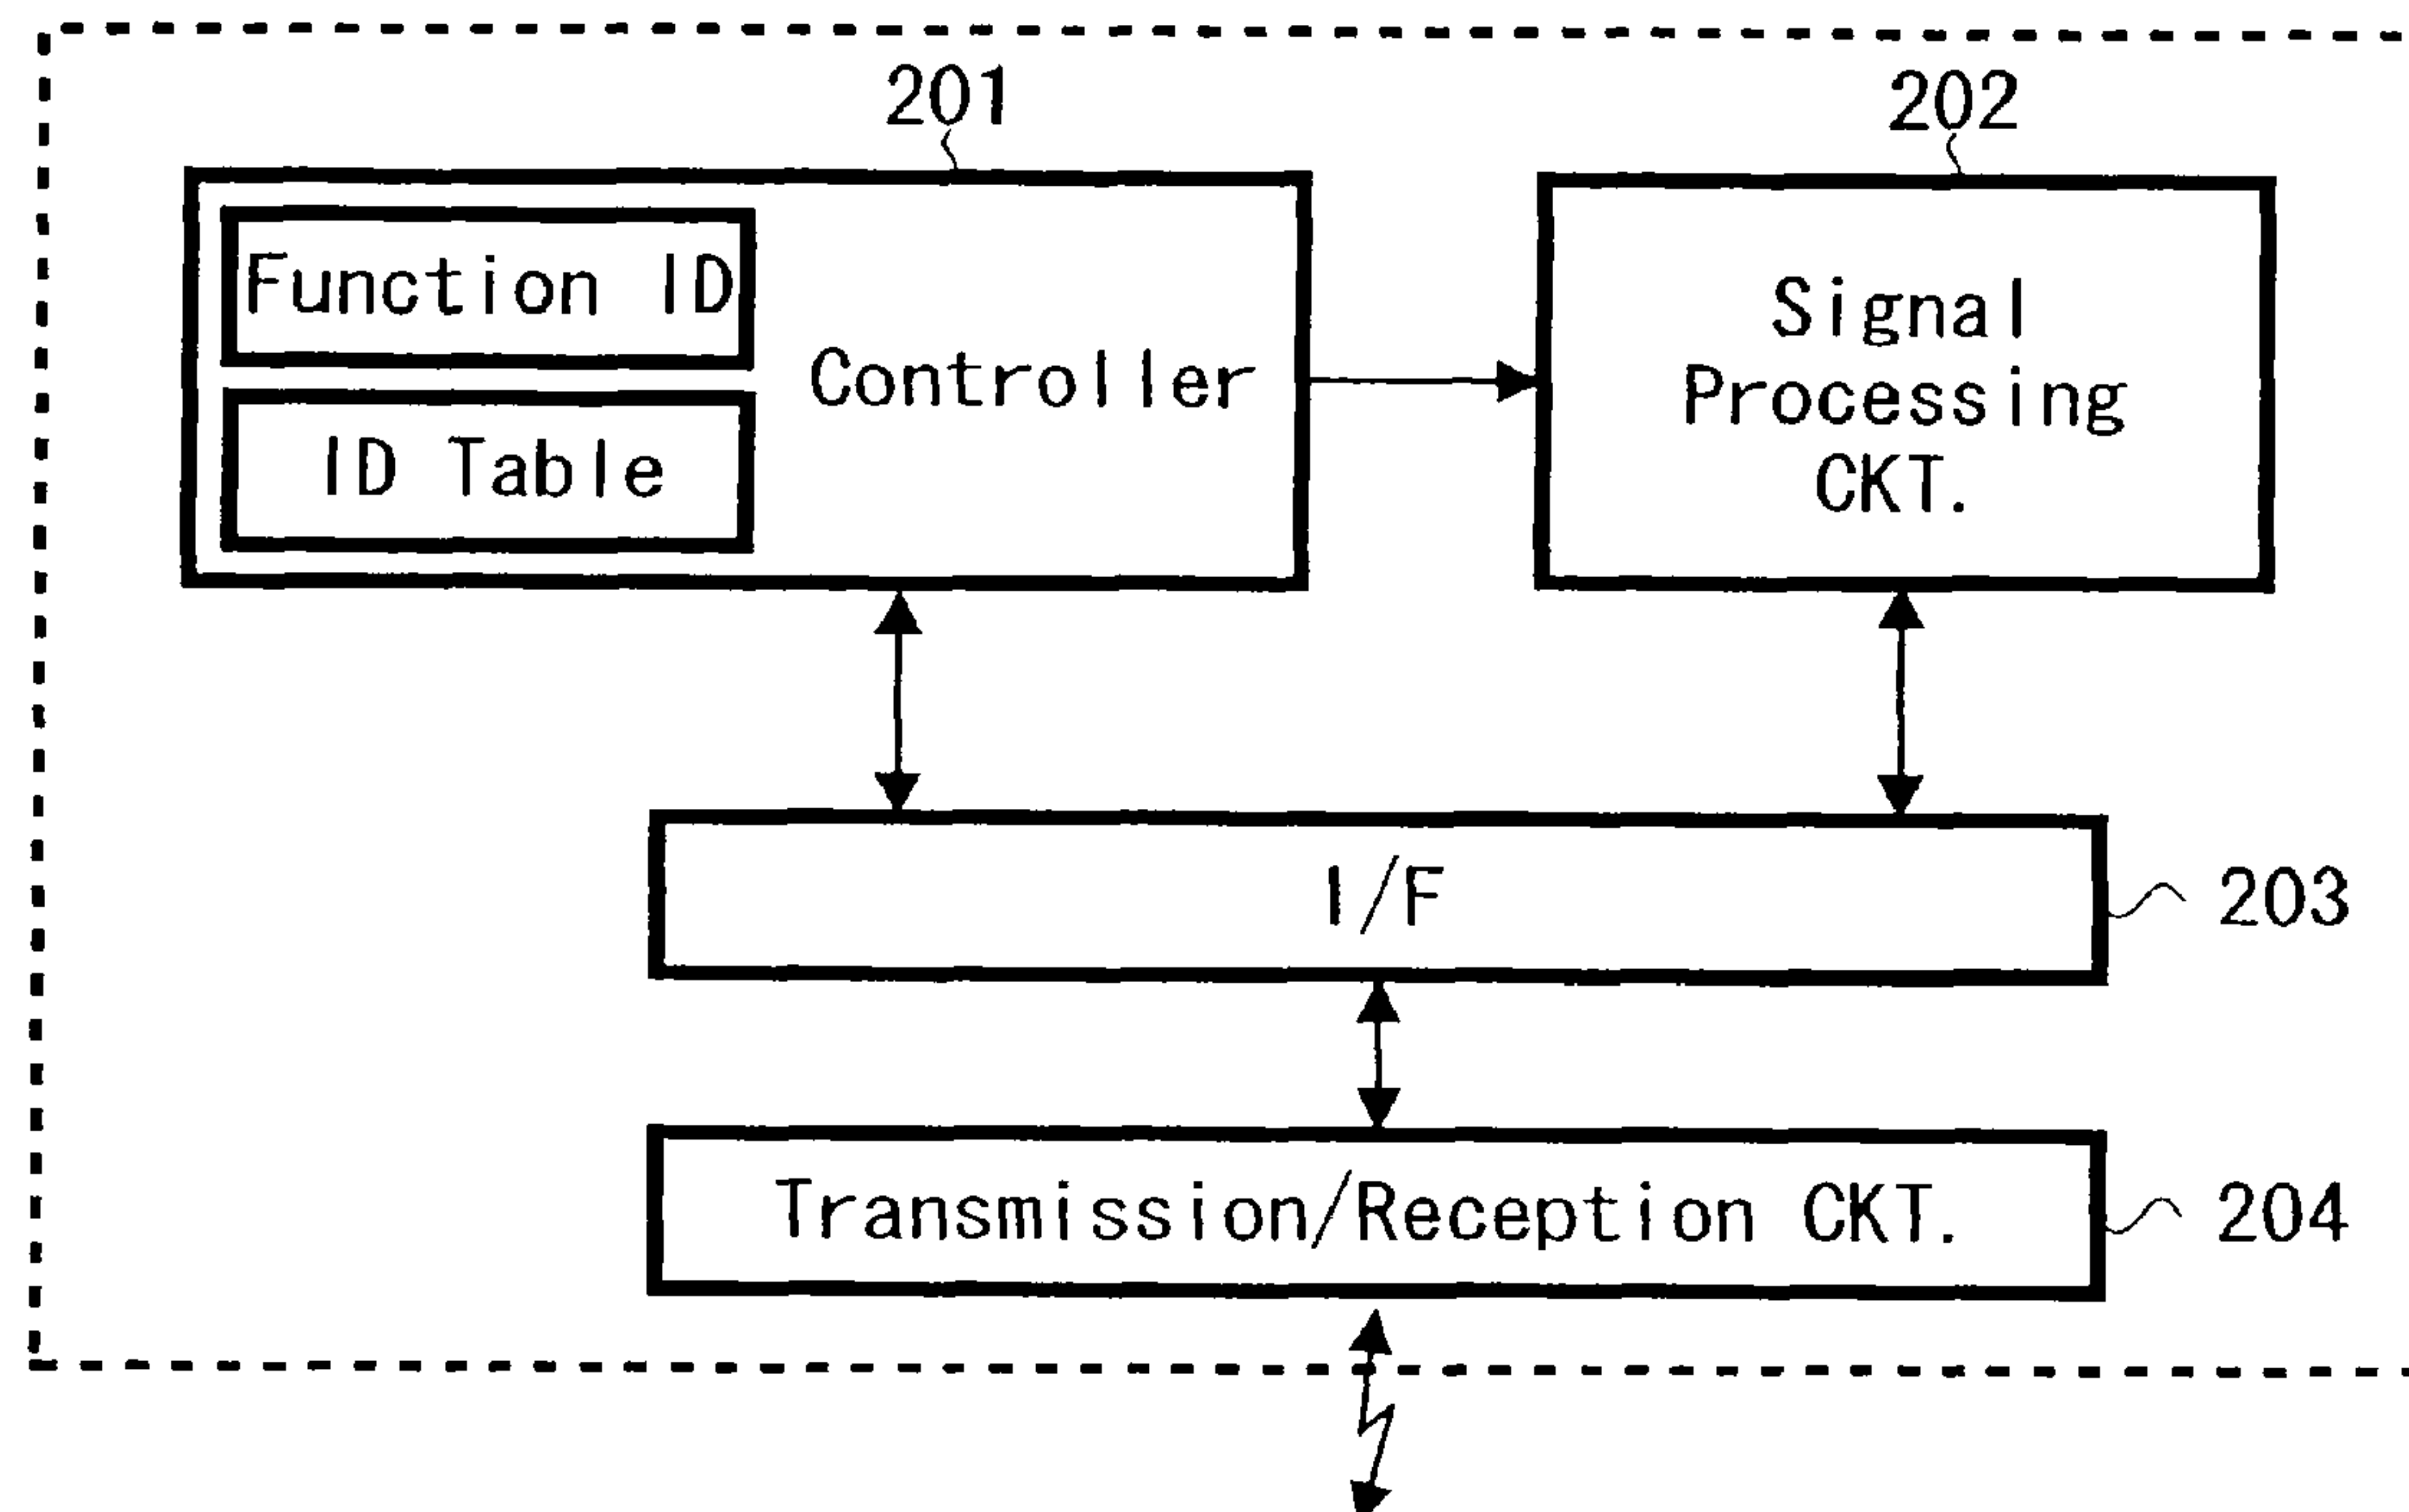 201
202
Function ID
ID Table
Controller
Signal
Processing
CKT.
I/F
203
Transmission/Reception CKT.
204